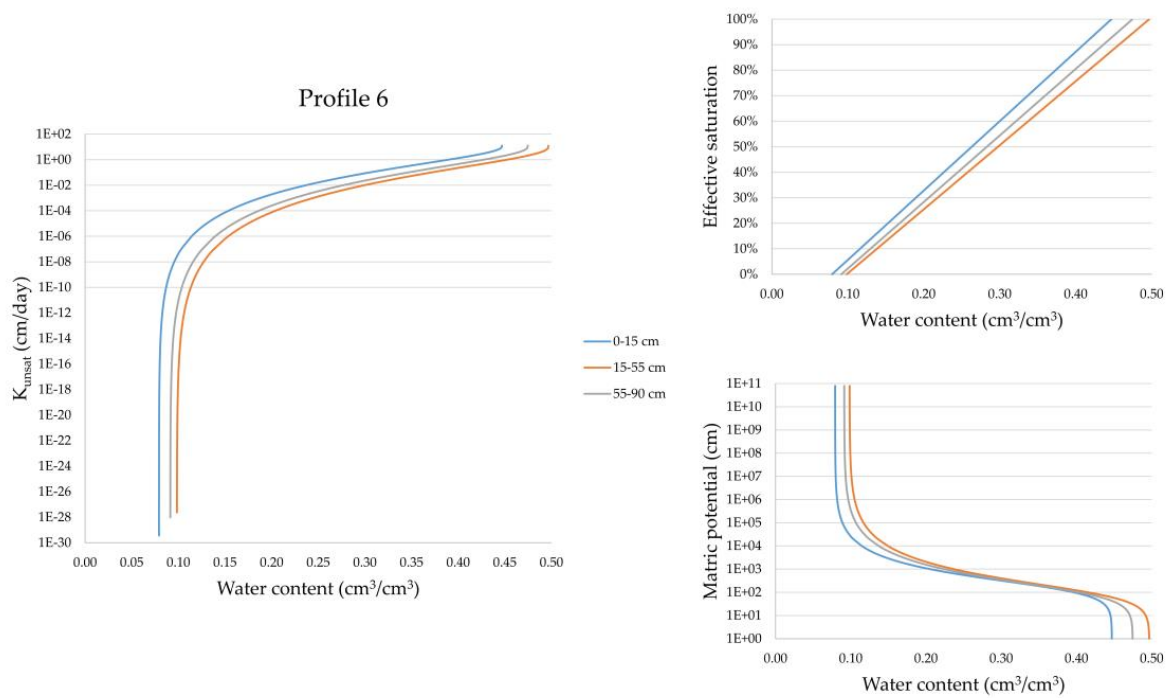 Profile 6
1E+02
1E+00
1E-02
1E-04
1E-06
1E-08
1E-10
1E-12
1E-14
1E-16
1E-18
1E-20
1E-22
1E-24
1E-26
1E-28
1E-30
K_unsat (cm/day)
0.00 0.05 0.10 0.15 0.20 0.25 0.30 0.35 0.40 0.45 0.50
Water content (cm³/cm³)
0-15 cm
15-55 cm
55-90 cm
100%
90%
80%
70%
60%
50%
40%
30%
20%
10%
0%
Effective saturation
0.00 0.10 0.20 0.30 0.40 0.50
Water content (cm³/cm³)
1E+11
1E+10
1E+09
1E+08
1E+07
1E+06
1E+05
1E+04
1E+03
1E+02
1E+01
1E+00
Matric potential (cm)
0.00 0.10 0.20 0.30 0.40 0.50
Water content (cm³/cm³)